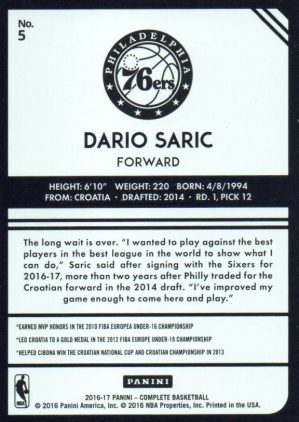 No.
5
PHILADELPHIA
76ers
DARIO SARIC
FORWARD
HEIGHT: 6'10" WEIGHT: 220 BORN: 4/8/1994
FROM: CROATIA • DRAFTED: 2014 • RD. 1, PICK 12
The long wait is over. "I wanted to play against the best
players in the best league in the world to show what I
can do," Saric said after signing with the Sixers for
2016-17, more than two years after Philly traded for the
Croatian forward in the 2014 draft. "I've improved my
game enough to come here and play."
*EARNED MVP HONORS IN THE 2010 FIBA EUROPEA UNDER-16 CHAMPIONSHIP
*LED CROATIA TO A GOLD MEDAL IN THE 2012 FIBA EUROPE UNDER-18 CHAMPIONSHIP
*HELPED CIBONA WIN THE CROATIAN NATIONAL CUP AND CROATIAN CHAMPIONSHIP IN 2013
NBA
PANINI
2016-17 PANINI - COMPLETE BASKETBALL
© 2016 Panini America, Inc. © 2016 NBA Properties, Inc. Printed in the USA.